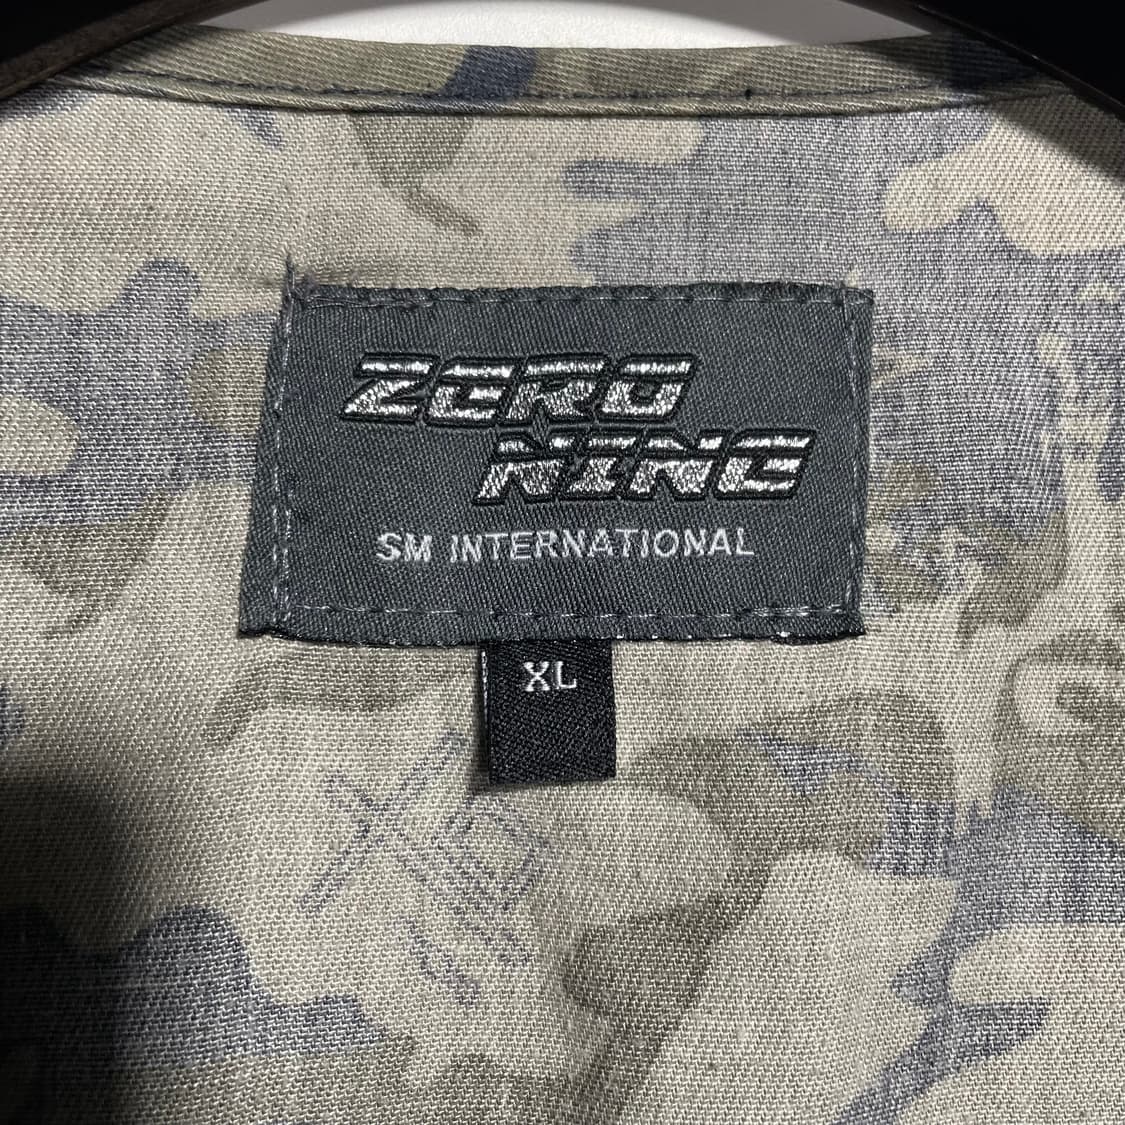 ZERO
NINE
SM INTERNATIONAL
XL